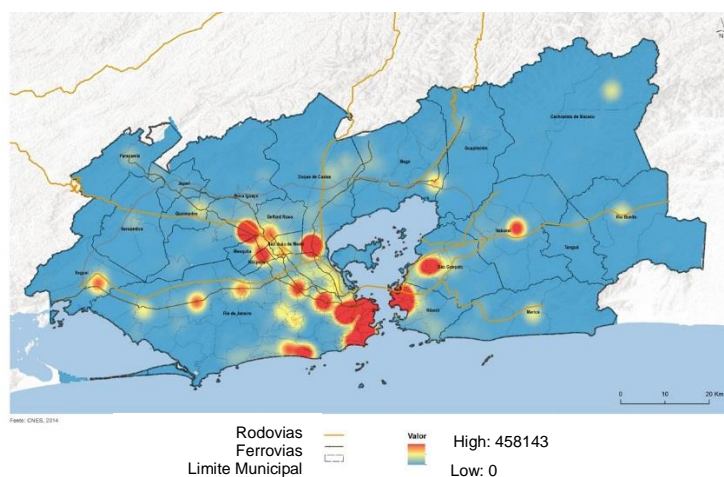 N
Cachoeiras de Macacu
Guapimirim
Paracambi
Magé
Duque de Caxias
Japeri
Nova Iguaçu
Queimados
Belford Roxo
Rio Bonito
Seropédica
São João de Meriti
Itaboraí
Mesquita
Tanguá
Nilópolis
São Gonçalo
Itaguaí
Rio de Janeiro
Niterói
Maricá
0 10 20 Km
Fonte: CNES, 2014
Rodovias
Ferrovias
Limite Municipal
Valor
High: 458143
Low: 0